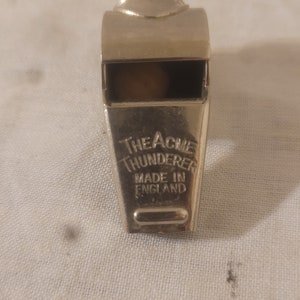 THE ACME
THUNDERER
MADE IN
ENGLAND